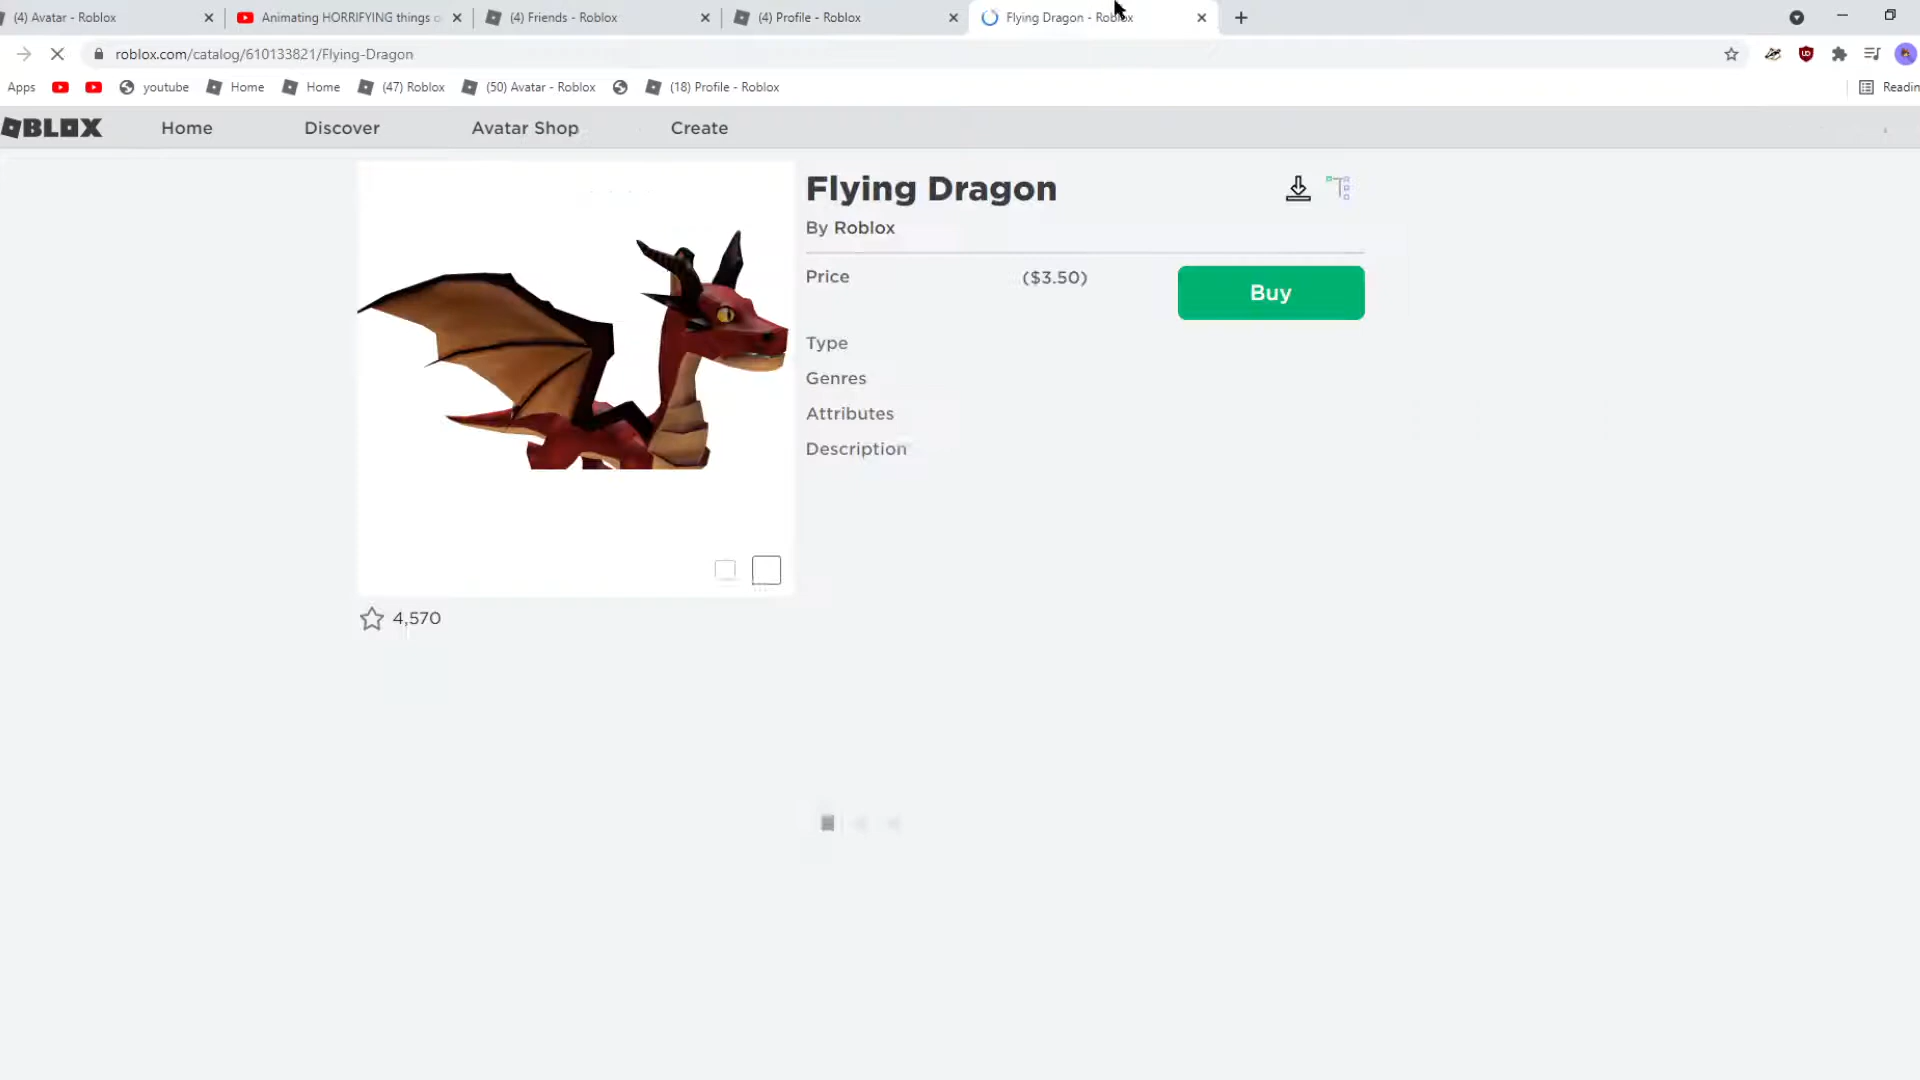 (4) Avatar - Roblox
Animating HORRIFYING things o
(4) Friends - Roblox
(4) Profile - Roblox
Flying Dragon - Roblox
roblox.com/catalog/610133821/Flying-Dragon
Apps
youtube
Home
Home
(47) Roblox
(50) Avatar - Roblox
(18) Profile - Roblox
Readin
ROBLOX
Home
Discover
Avatar Shop
Create
Flying Dragon
By Roblox
Price
($3.50)
Buy
Type
Genres
Attributes
Description
4,570